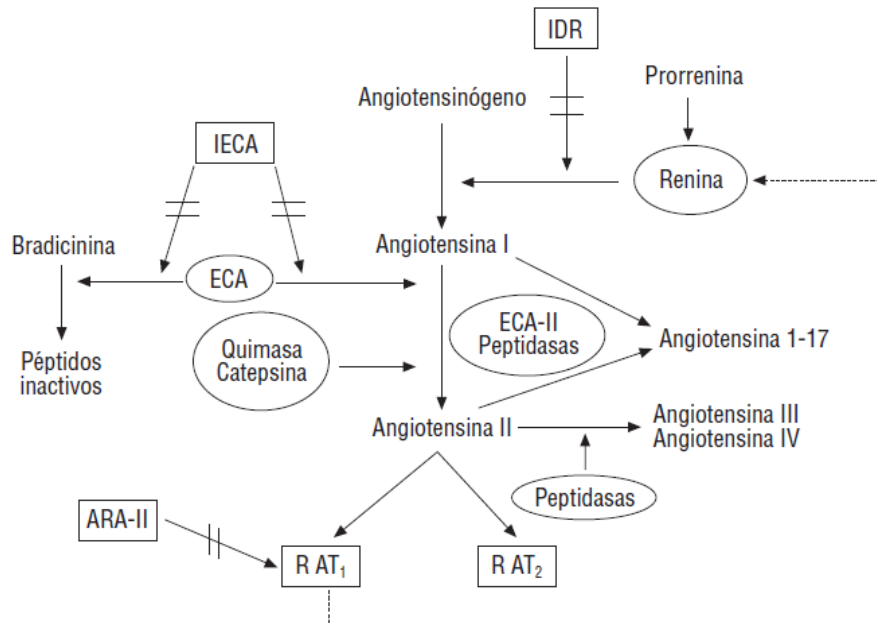 IDR
Prorrenina
Angiotensinógeno
IECA
Renina
Bradicinina
Angiotensina I
ECA
ECA-II
Peptidasas
Angiotensina 1-17
Quimasa
Catepsina
Péptidos
inactivos
Angiotensina II
Angiotensina III
Angiotensina IV
Peptidasas
ARA-II
R AT₁
R AT₂